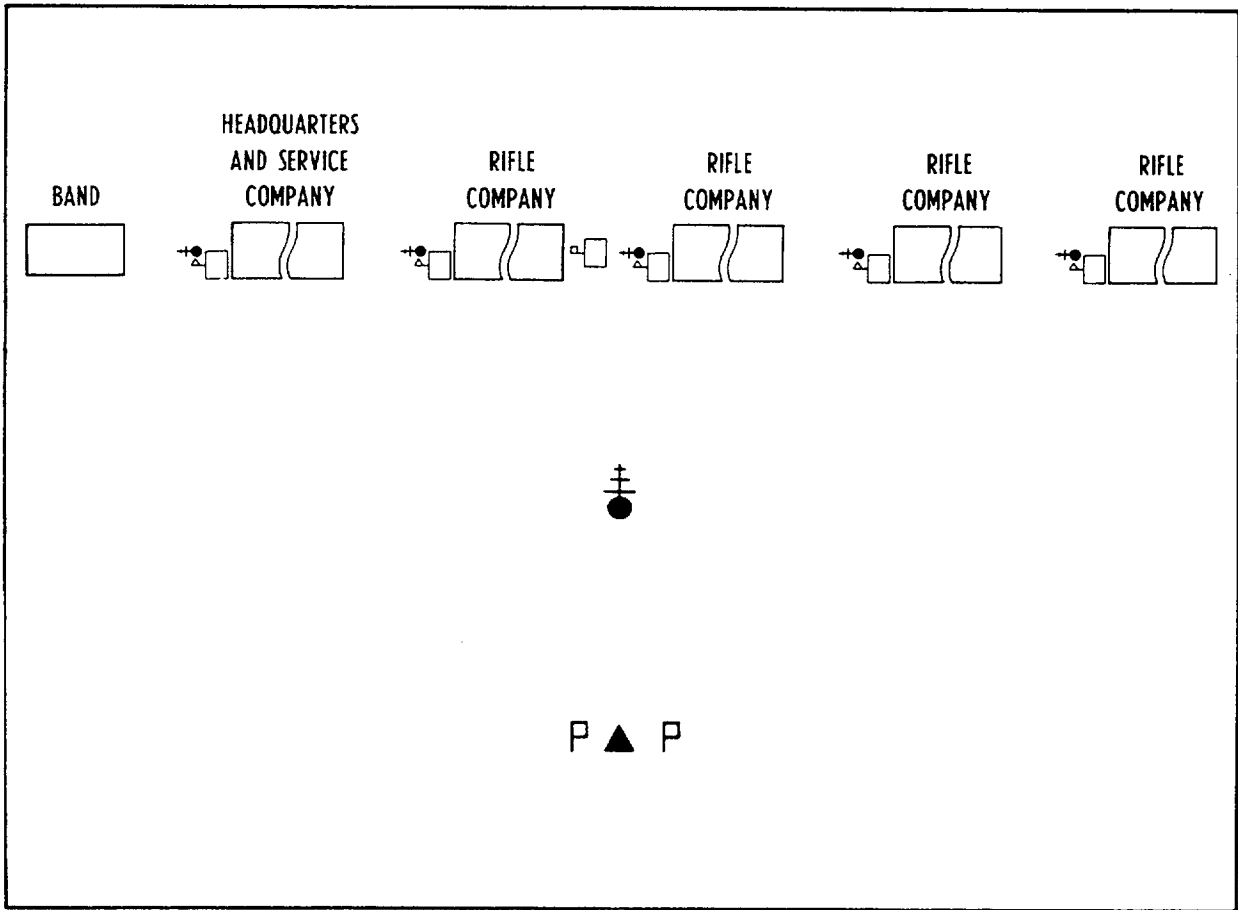 BAND
HEADQUARTERS
AND SERVICE
COMPANY
RIFLE
COMPANY
RIFLE
COMPANY
RIFLE
COMPANY
RIFLE
COMPANY